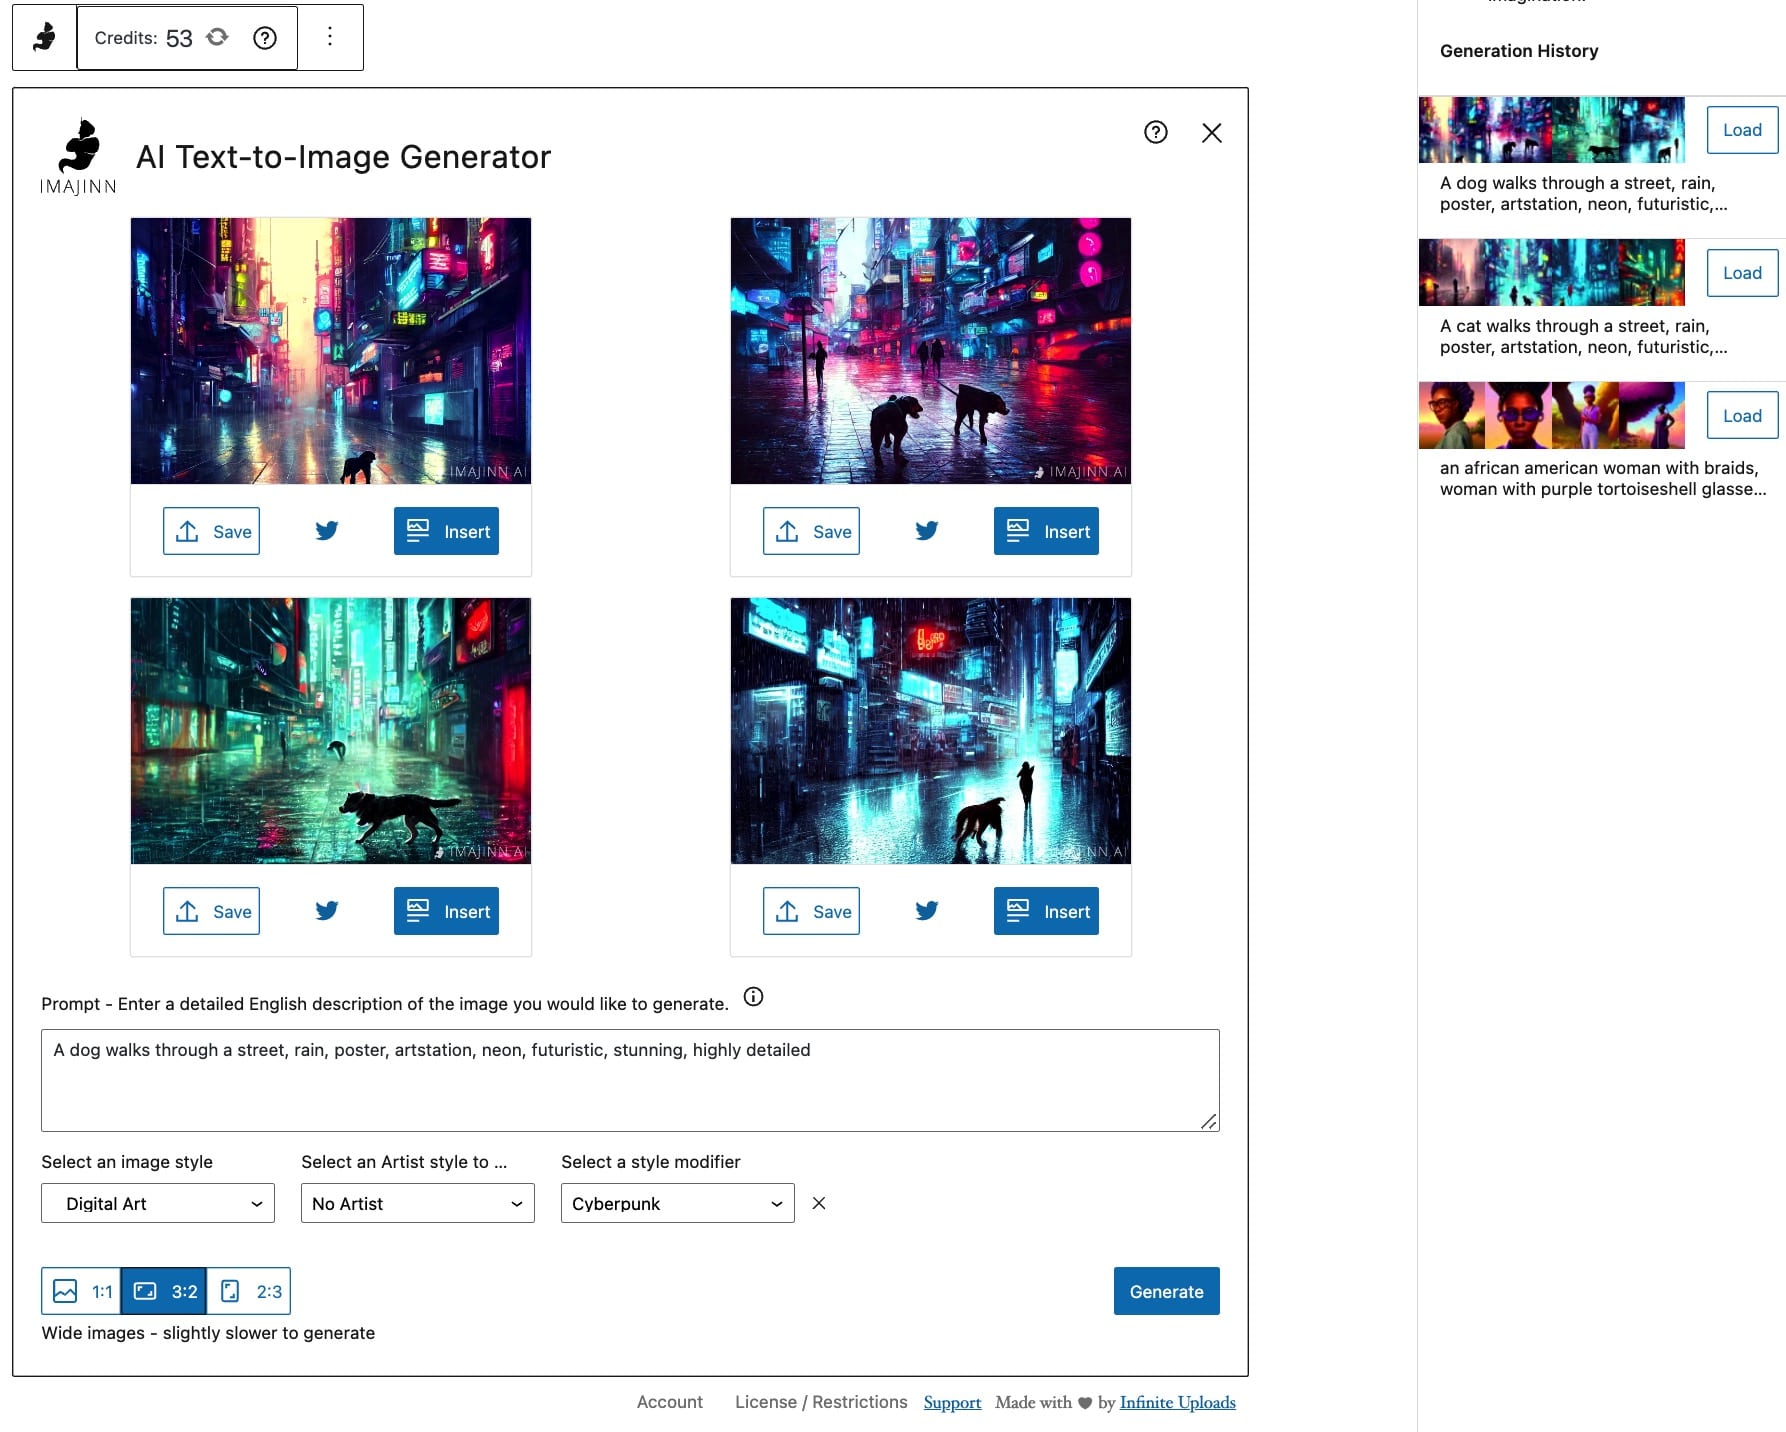 Credits: 53
IMAJINN
AI Text-to-Image Generator
IMAJINN AI
IMAJINN AI
Save
Insert
Save
Insert
IMAJINN AI
Save
Insert
Save
Insert
Prompt - Enter a detailed English description of the image you would like to generate.
A dog walks through a street, rain, poster, artstation, neon, futuristic, stunning, highly detailed
Select an image style
Select an Artist style to ...
Select a style modifier
Digital Art
No Artist
Cyberpunk
1:1
3:2
2:3
Generate
Wide images - slightly slower to generate
Account
License / Restrictions
Support
Made with
by Infinite Uploads
Generation History
Load
A dog walks through a street, rain,
poster, artstation, neon, futuristic,...
Load
A cat walks through a street, rain,
poster, artstation, neon, futuristic,...
Load
an african american woman with braids,
woman with purple tortoiseshell glasse...